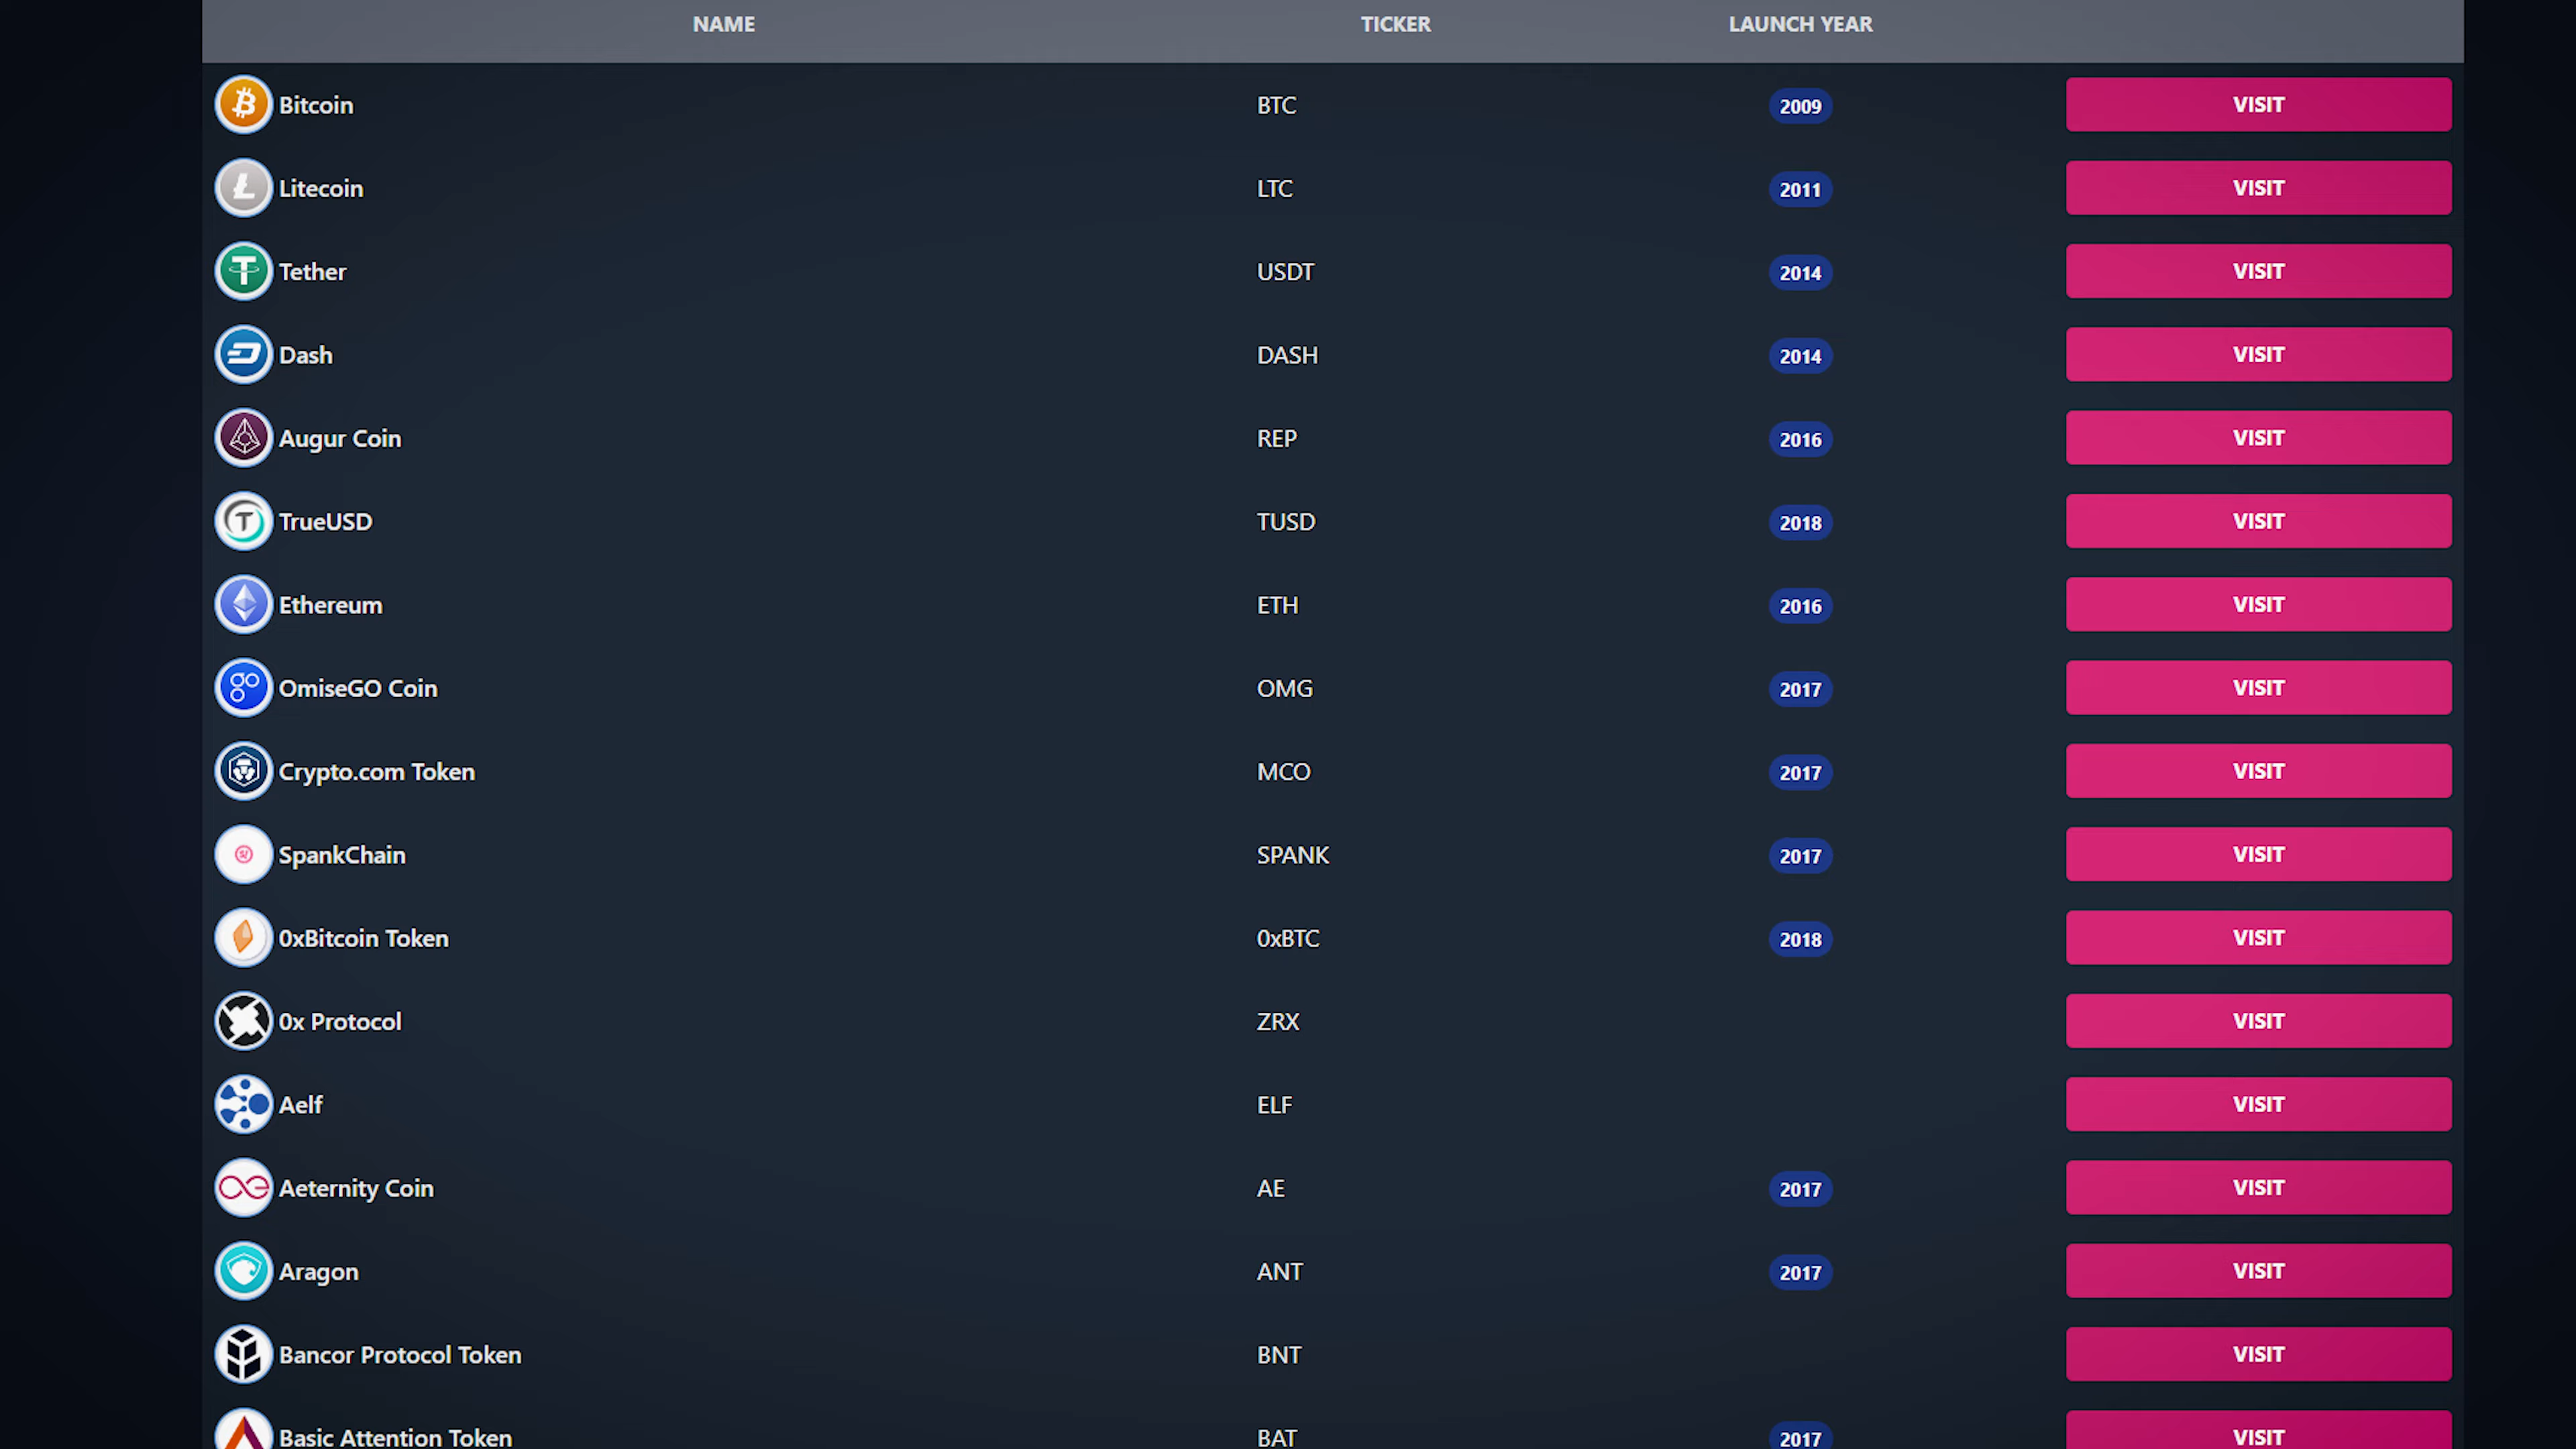 NAME TICKER LAUNCH YEAR
Bitcoin BTC 2009 VISIT
Litecoin LTC 2011 VISIT
Tether USDT 2014 VISIT
Dash DASH 2014 VISIT
Augur Coin REP 2016 VISIT
TrueUSD TUSD 2018 VISIT
Ethereum ETH 2016 VISIT
OmiseGO Coin OMG 2017 VISIT
Crypto.com Token MCO 2017 VISIT
SpankChain SPANK 2017 VISIT
0xBitcoin Token 0xBTC 2018 VISIT
0x Protocol ZRX VISIT
Aelf ELF VISIT
Aeternity Coin AE 2017 VISIT
Aragon ANT 2017 VISIT
Bancor Protocol Token BNT VISIT
Basic Attention Token BAT 2017 VISIT